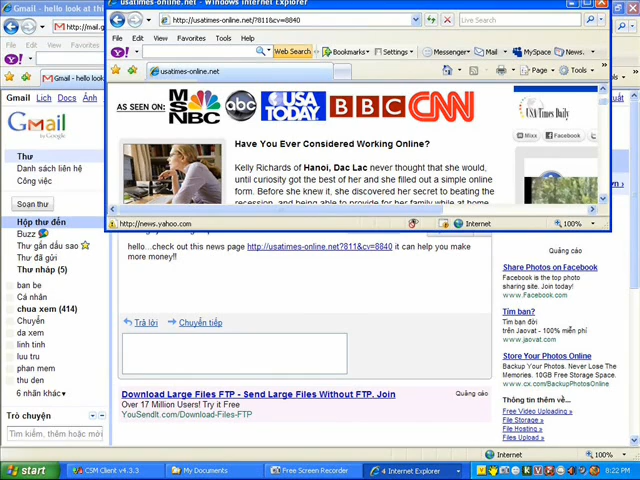 usatimes-online.net - Windows Internet Explorer
http://usatimes-online.net/?811&cv=8840
Live Search
File Edit View Favorites Tools Help
Web Search
Bookmarks
Settings
Messenger
Mail
MySpace
News.
usatimes-online.net
Page
Tools
AS SEEN ON:
MSNBC
abc
USA TODAY
BBC
CNN
USA Times Daily
Mixx
Facebook
Have You Ever Considered Working Online?
Kelly Richards of Hanoi, Dac Lac never thought that she would,
until curiosity got the best of her and she filled out a simple online
form. Before she knew it, she discovered her secret to beating the
recession, and being able to provide for her family while at home
http://news.yahoo.com
Internet
100%
Gmail - hello look at th
http://mail.g
File Edit
Gmail - hello look
Gmail Lịch Docs Ảnh
Gmail
by Google
Thư
Danh sách liên hệ
Công việc
Soạn thư
Hộp thư đến
Buzz
Thư gắn dấu sao
Thư đã gửi
Thư nháp (5)
ban be
Cá nhân
chua xem (414)
Chuyển
da xem
linh tinh
luu tru
phan mem
thu den
6 nhãn khác
Trò chuyện
Tìm kiếm, thêm hoặc mời
hello...check out this news page http://usatimes-online.net?811&cv=8840 it can help you make
more money!!
Trả lời
Chuyển tiếp
Download Large Files FTP - Send Large Files Without FTP. Join
Quảng cáo
Over 17 Million Users! Try it Free
YouSendIt.com/Download-Files-FTP
Quảng cáo
Share Photos on Facebook
Facebook is the top photo
sharing site. Join today!
www.Facebook.com
Tìm bạn?
Tìm bạn đời
trên Jaovat - 100% miễn phí
www.jaovat.com
Store Your Photos Online
Backup Your Photos. Never Lose The
Memories. 10GB Free Storage Space.
www.cx.com/BackupPhotosOnline
Thông tin thêm về...
Free Video Uploading »
File Storage »
File Hosting »
Files Upload »
Internet
100%
start
CSM Client v4.3.3
My Documents
Free Screen Recorder
4 Internet Explorer
8:22 PM